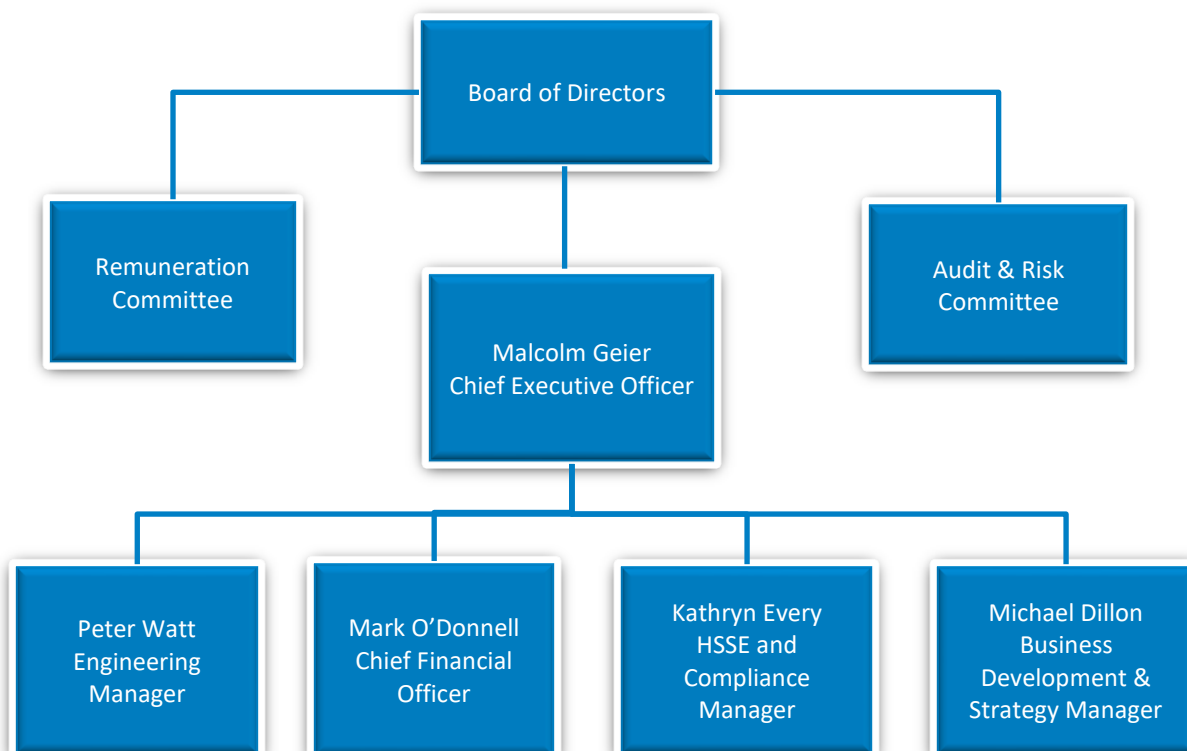 Board of Directors
Remuneration
Committee
Audit & Risk
Committee
Malcolm Geier
Chief Executive Officer
Peter Watt
Engineering
Manager
Mark O’Donnell
Chief Financial
Officer
Kathryn Every
HSSE and
Compliance
Manager
Michael Dillon
Business
Development &
Strategy Manager